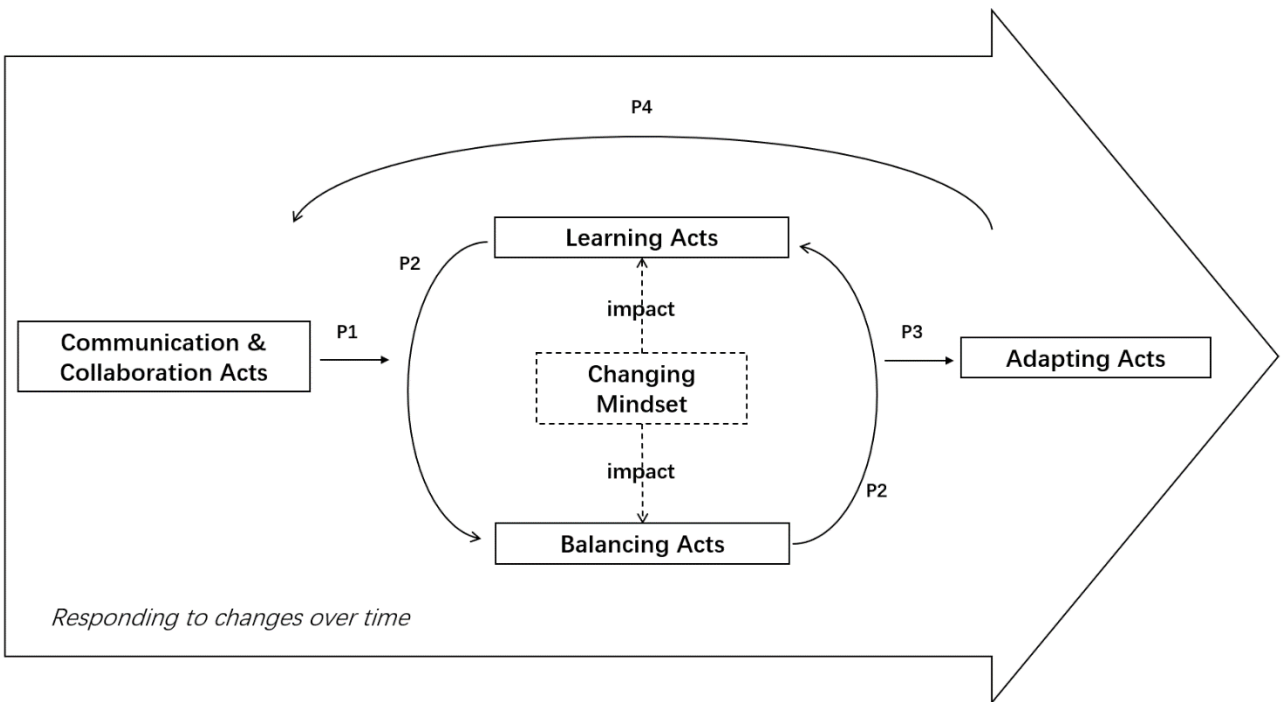 P4
Learning Acts
P2
impact
Communication &
Collaboration Acts
P1
Changing
Mindset
P3
Adapting Acts
impact
P2
Balancing Acts
Responding to changes over time